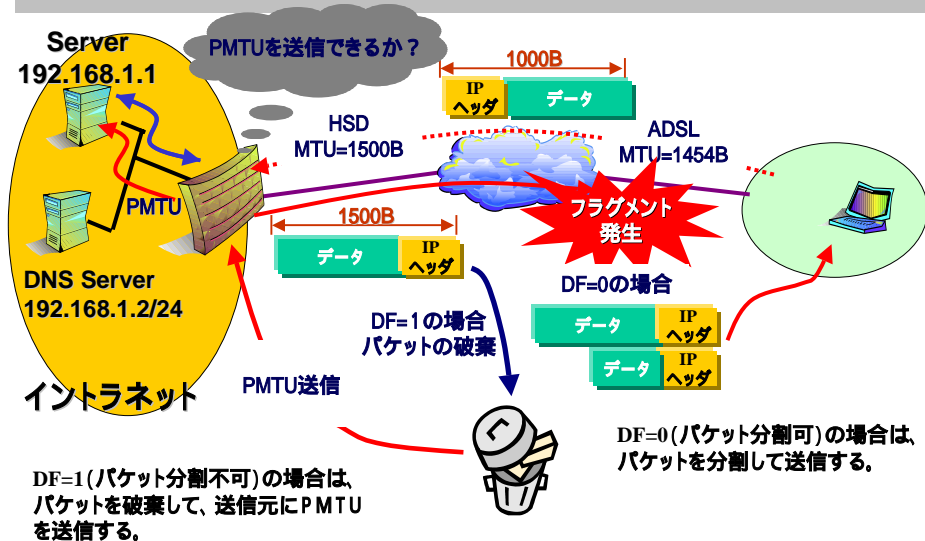 Server
192.168.1.1
PMTUを送信できるか？
1000B
IP
ヘッダ
データ
HSD
MTU=1500B
ADSL
MTU=1454B
PMTU
フラグメント
発生
1500B
データ
IP
ヘッダ
DNS Server
192.168.1.2/24
DF=0の場合
DF=1の場合
パケットの破棄
データ
IP
ヘッダ
データ
IP
ヘッダ
イントラネット
PMTU送信
DF=0(パケット分割可)の場合は、
パケットを分割して送信する。
DF=1(パケット分割不可)の場合は、
パケットを破棄して、送信元にPMTU
を送信する。